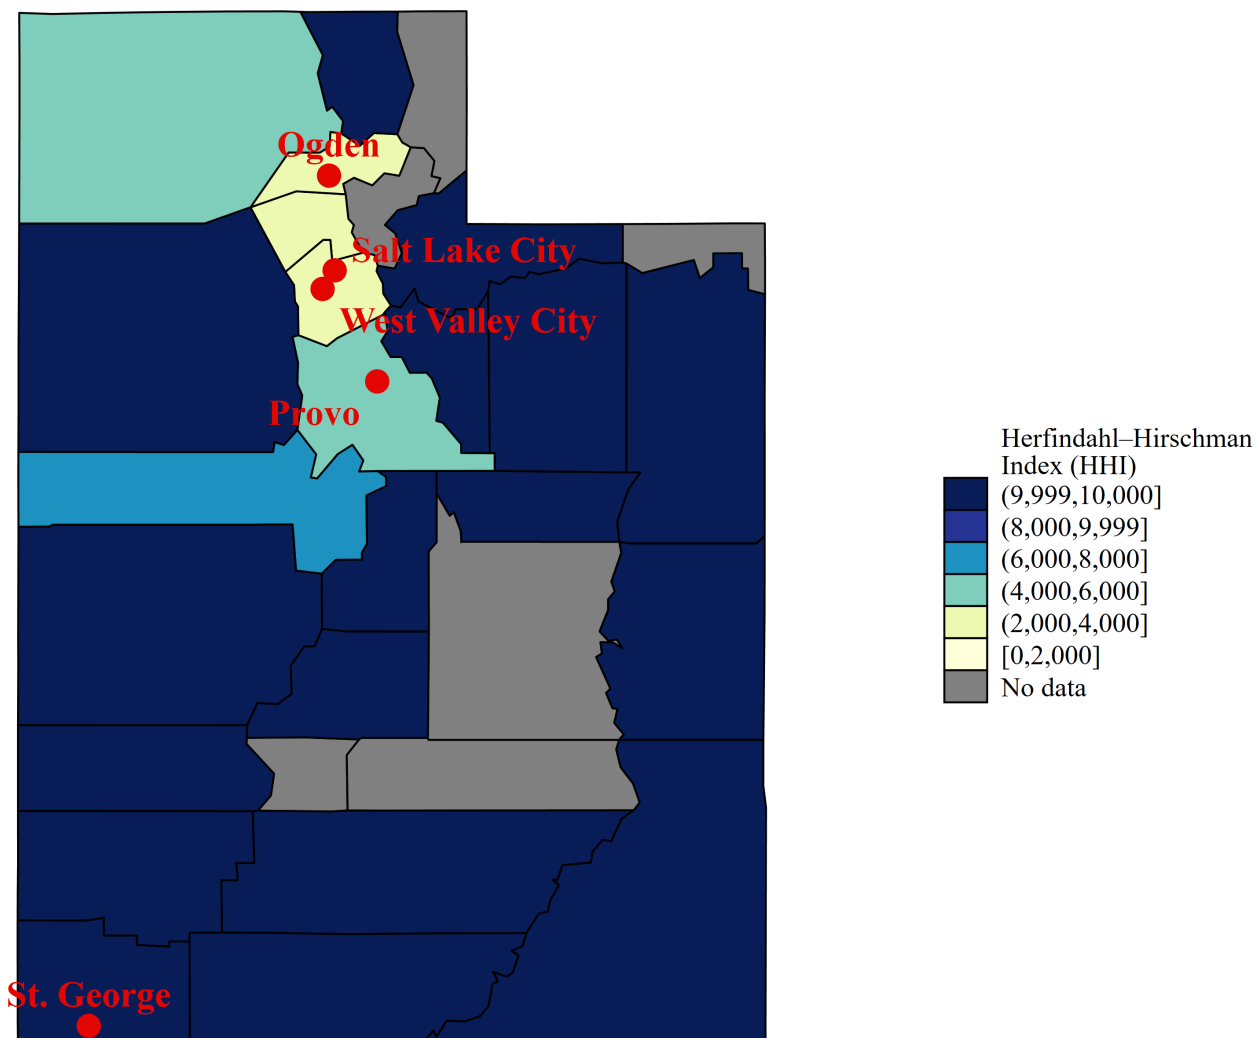 Ogden
Salt Lake City
West Valley City
Provo
St. George
Herfindahl–Hirschman
Index (HHI)
(9,999,10,000]
(8,000,9,999]
(6,000,8,000]
(4,000,6,000]
(2,000,4,000]
[0,2,000]
No data